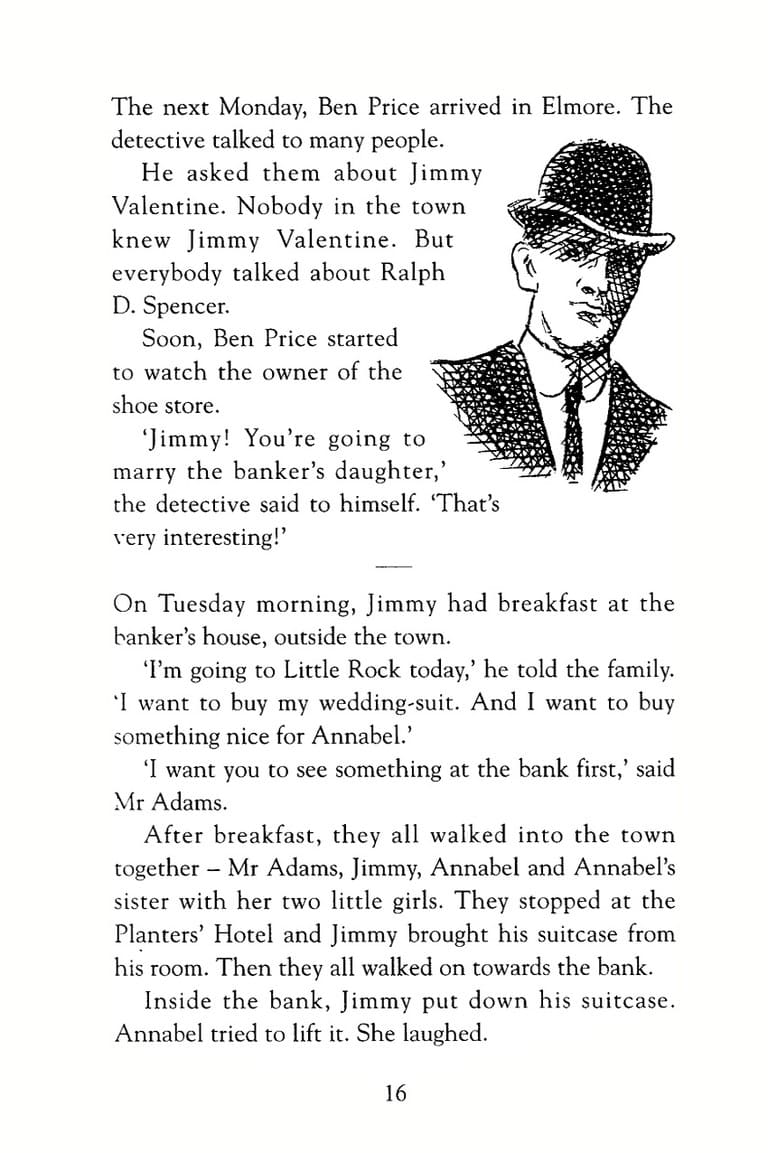 The next Monday, Ben Price arrived in Elmore. The
detective talked to many people.
He asked them about Jimmy
Valentine. Nobody in the town
knew Jimmy Valentine. But
everybody talked about Ralph
D. Spencer.
Soon, Ben Price started
to watch the owner of the
shoe store.
‘Jimmy! You’re going to
marry the banker’s daughter,’
the detective said to himself. ‘That’s
very interesting!’
On Tuesday morning, Jimmy had breakfast at the
banker’s house, outside the town.
‘I’m going to Little Rock today,’ he told the family.
‘I want to buy my wedding-suit. And I want to buy
something nice for Annabel.’
‘I want you to see something at the bank first,’ said
Mr Adams.
After breakfast, they all walked into the town
together – Mr Adams, Jimmy, Annabel and Annabel’s
sister with her two little girls. They stopped at the
Planters’ Hotel and Jimmy brought his suitcase from
his room. Then they all walked on towards the bank.
Inside the bank, Jimmy put down his suitcase.
Annabel tried to lift it. She laughed.
16